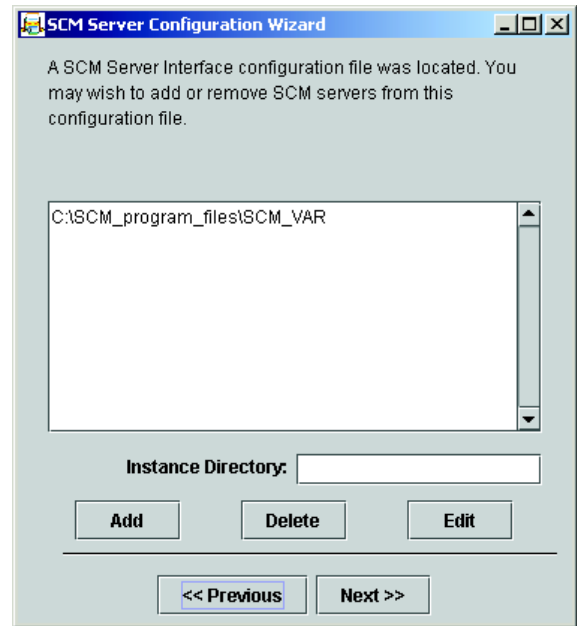 SCM Server Configuration Wizard
A SCM Server Interface configuration file was located. You
may wish to add or remove SCM servers from this
configuration file.
C:\SCM_program_files\SCM_VAR
Instance Directory:
Add Delete Edit
<< Previous Next >>